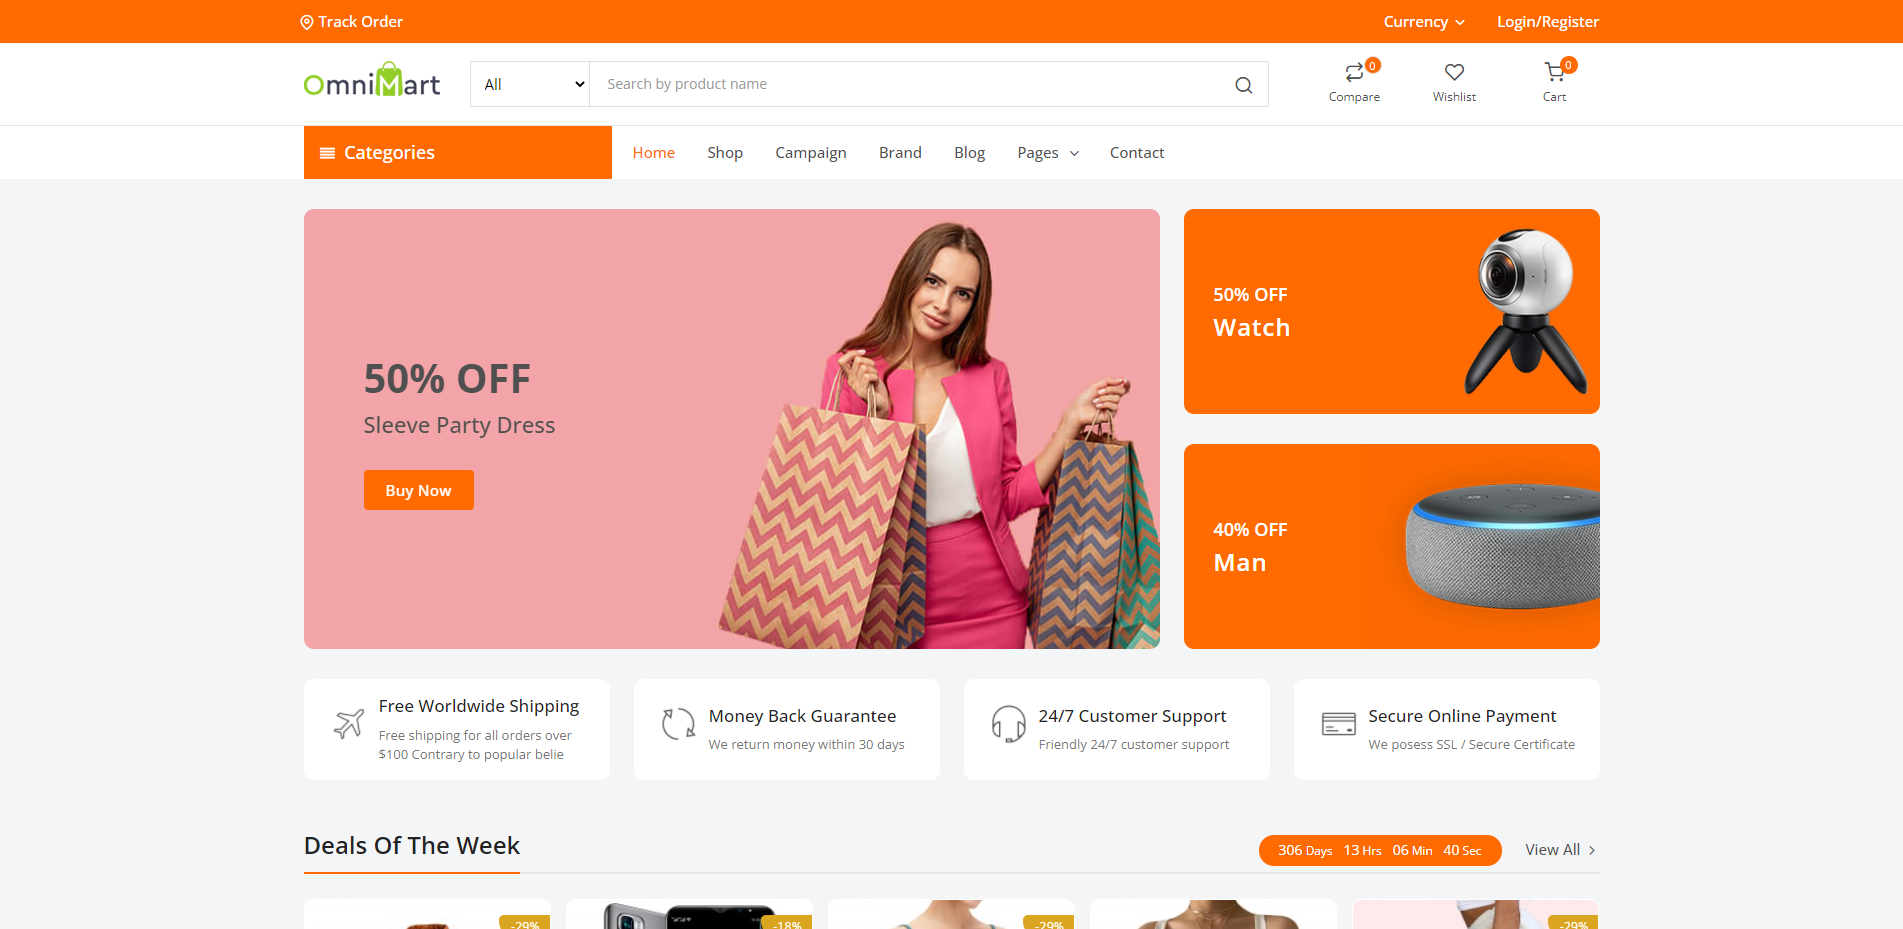 Track Order
Currency
Login/Register
OmniMart
All
Search by product name
0
Compare
Wishlist
0
Cart
Categories
Home
Shop
Campaign
Brand
Blog
Pages
Contact
50% OFF
Sleeve Party Dress
Buy Now
50% OFF
Watch
40% OFF
Man
Free Worldwide Shipping
Free shipping for all orders over
$100 Contrary to popular belie
Money Back Guarantee
We return money within 30 days
24/7 Customer Support
Friendly 24/7 customer support
Secure Online Payment
We posess SSL / Secure Certificate
Deals Of The Week
306 Days 13 Hrs 06 Min 40 Sec
View All
-29%
-18%
-29%
-29%